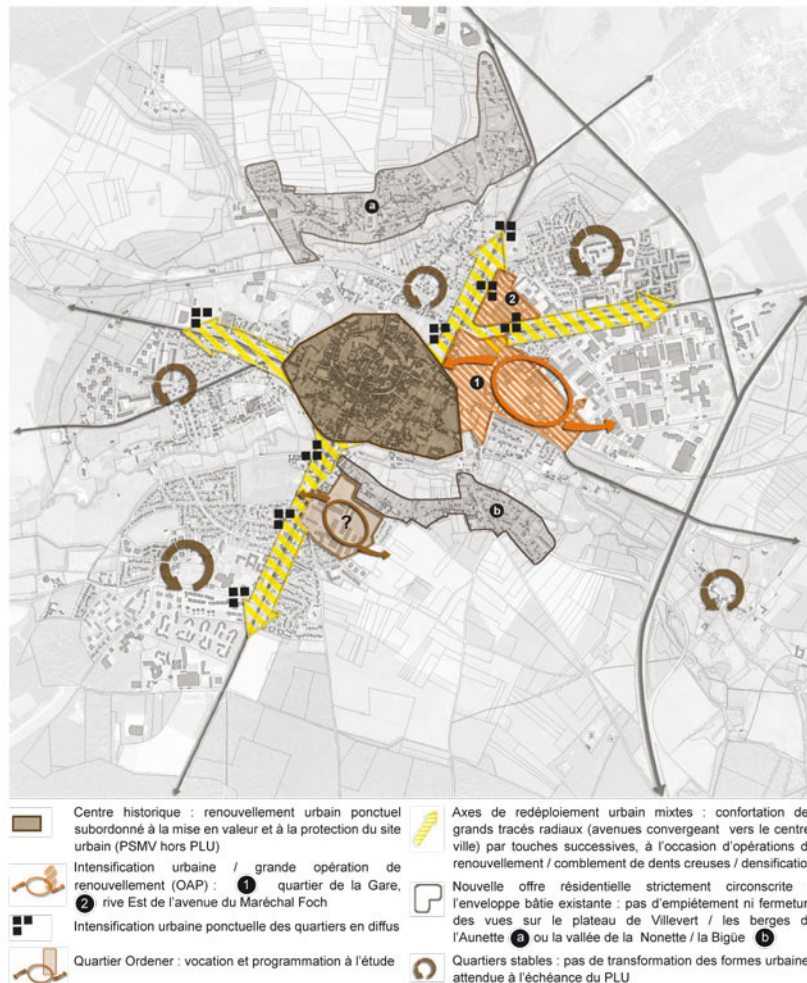 a
2
1
?
b
Centre historique : renouvellement urbain ponctuel
subordonné à la mise en valeur et à la protection du site
urbain (PSMV hors PLU)
Intensification urbaine / grande opération de
renouvellement (OAP) : 1 quartier de la Gare,
2 rive Est de l'avenue du Maréchal Foch
Intensification urbaine ponctuelle des quartiers en diffus
Quartier Ordener : vocation et programmation à l'étude
Axes de redéploiement urbain mixtes : confortation de
grands tracés radiaux (avenues convergeant vers le centre
ville) par touches successives, à l'occasion d'opérations d
renouvellement / comblement de dents creuses / densificatio
Nouvelle offre résidentielle strictement circonscrite
l'enveloppe bâtie existante : pas d'empiétement ni fermetur
des vues sur le plateau de Villevert / les berges d
l'Aunette a ou la vallée de la Nonette / la Bigüe b
Quartiers stables : pas de transformation des formes urbaine
attendue à l'échéance du PLU